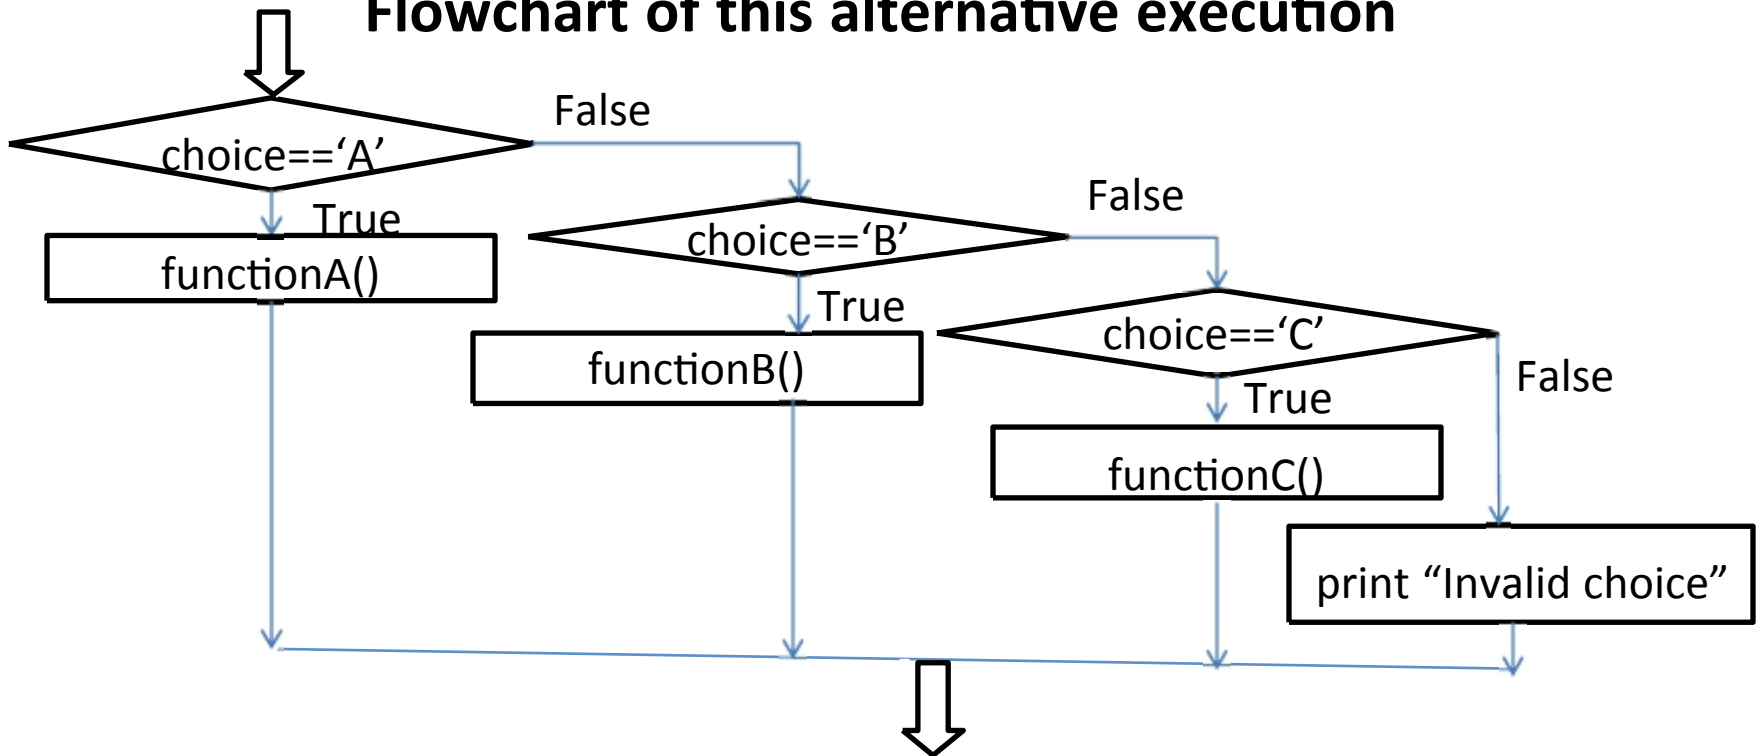 Flowchart of this alternative execution
False
choice==‘A’
True
False
functionA()
choice==‘B’
True
functionB()
choice==‘C’
False
True
functionC()
print “Invalid choice”